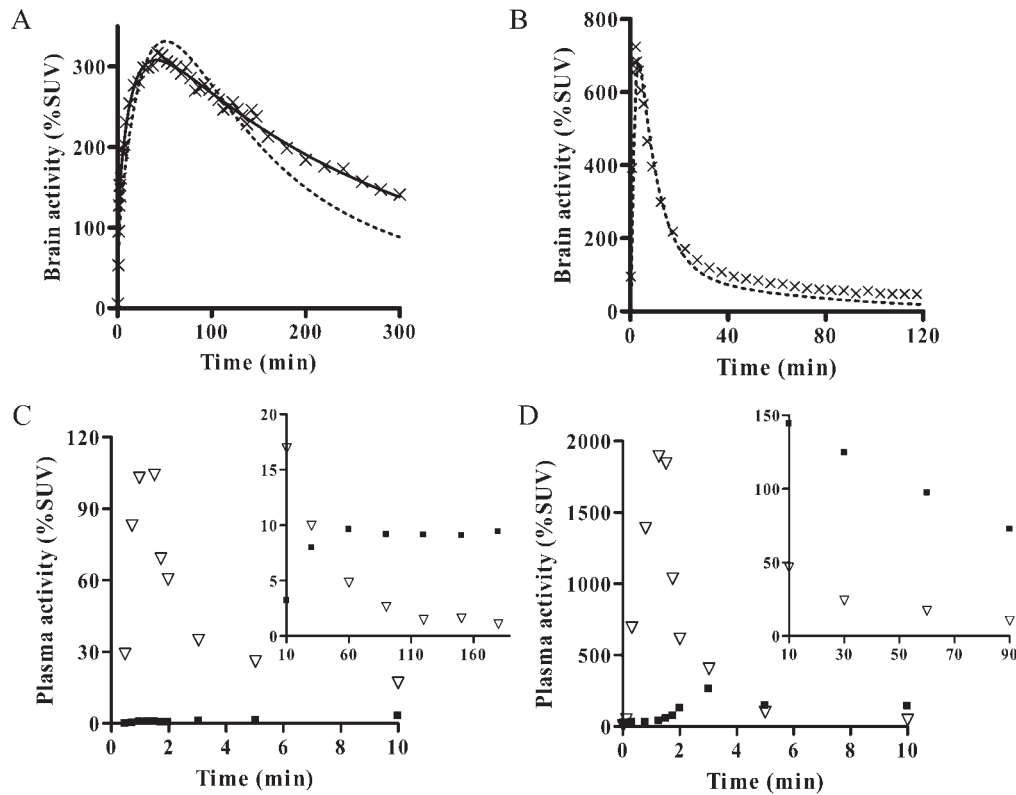 A
Brain activity (%SUV)
300
200
100
0
0 100 200 300
Time (min)
B
Brain activity (%SUV)
800
600
400
200
0
0 40 80 120
Time (min)
C
Plasma activity (%SUV)
120
90
60
30
0
0 2 4 6 8 10
Time (min)
20
15
10
5
0
10 60 110 160
D
Plasma activity (%SUV)
2000
1500
1000
500
0
0 2 4 6 8 10
Time (min)
150
100
50
0
10 30 50 70 90